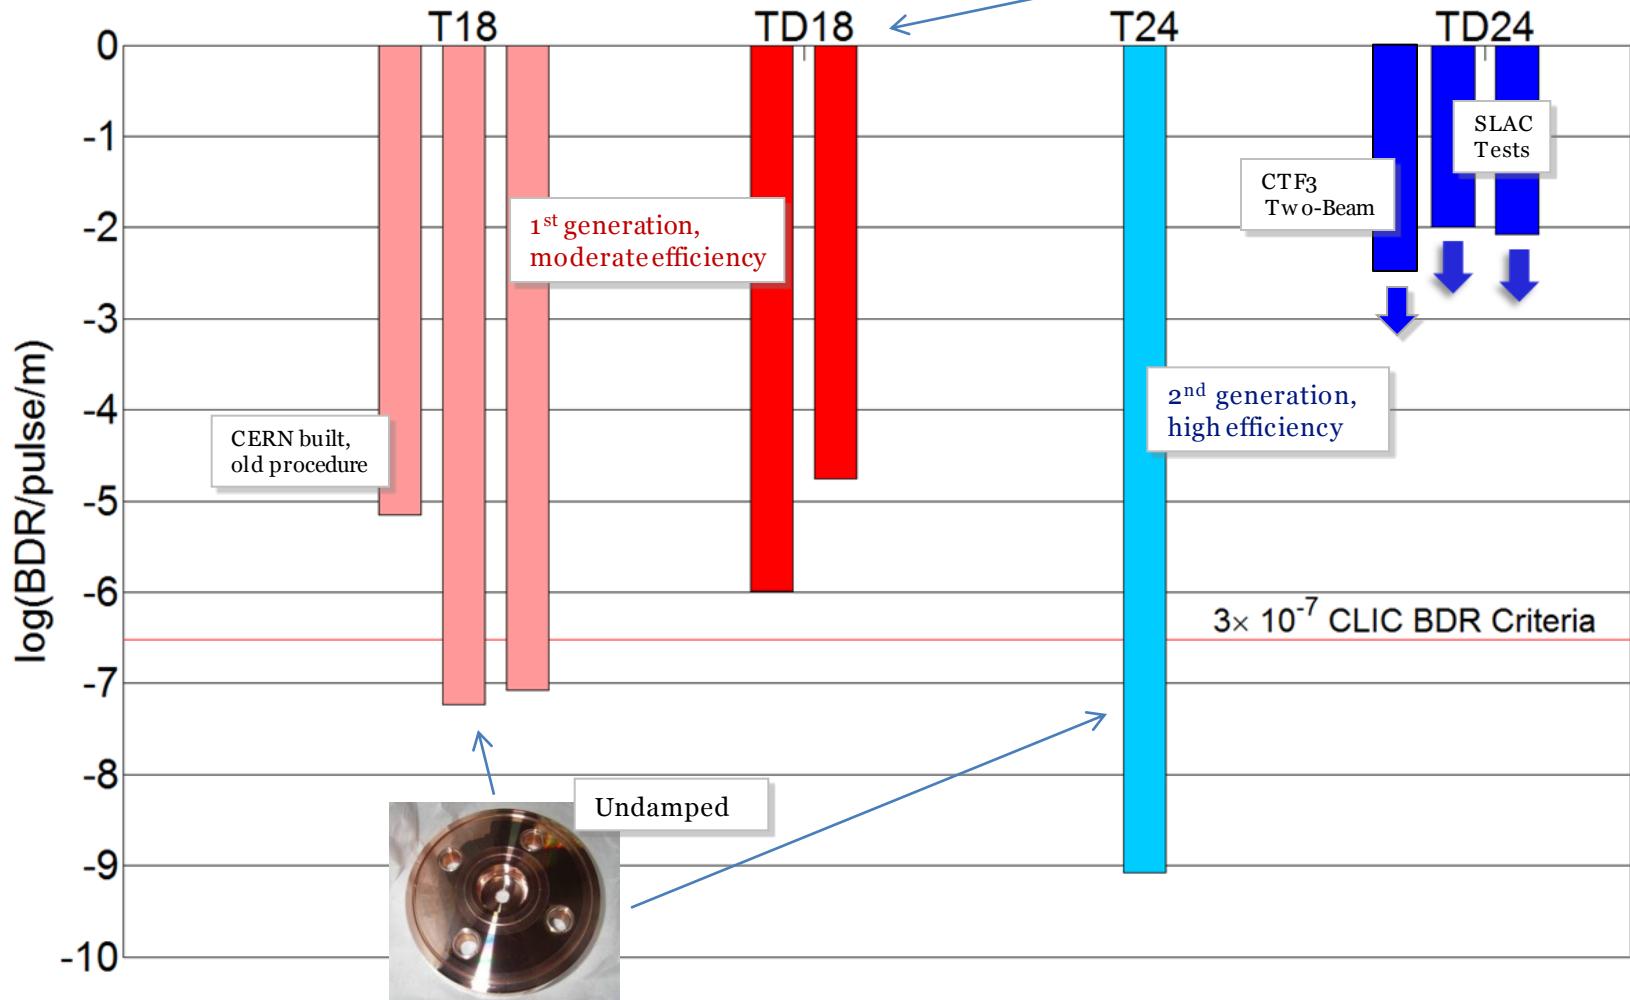 T18
TD18
T24
TD24
0
-1
-2
-3
-4
-5
-6
-7
-8
-9
-10
log(BDR/pulse/m)
SLAC
Tests
CTF3
Two-Beam
1st generation,
moderate efficiency
2nd generation,
high efficiency
CERN built,
old procedure
3× 10-7 CLIC BDR Criteria
Undamped